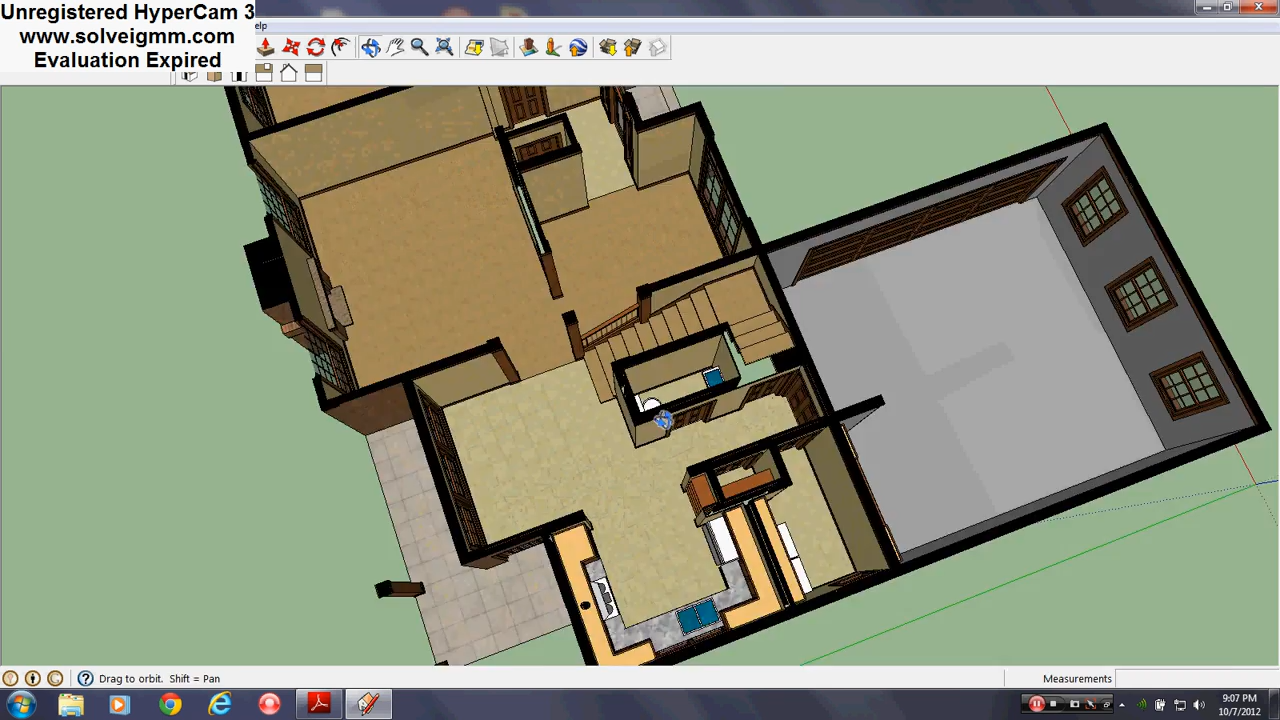 Unregistered HyperCam 3
www.solveigmm.com
Evaluation Expired
elp
Drag to orbit. Shift = Pan
Measurements
9:07 PM
10/7/2012